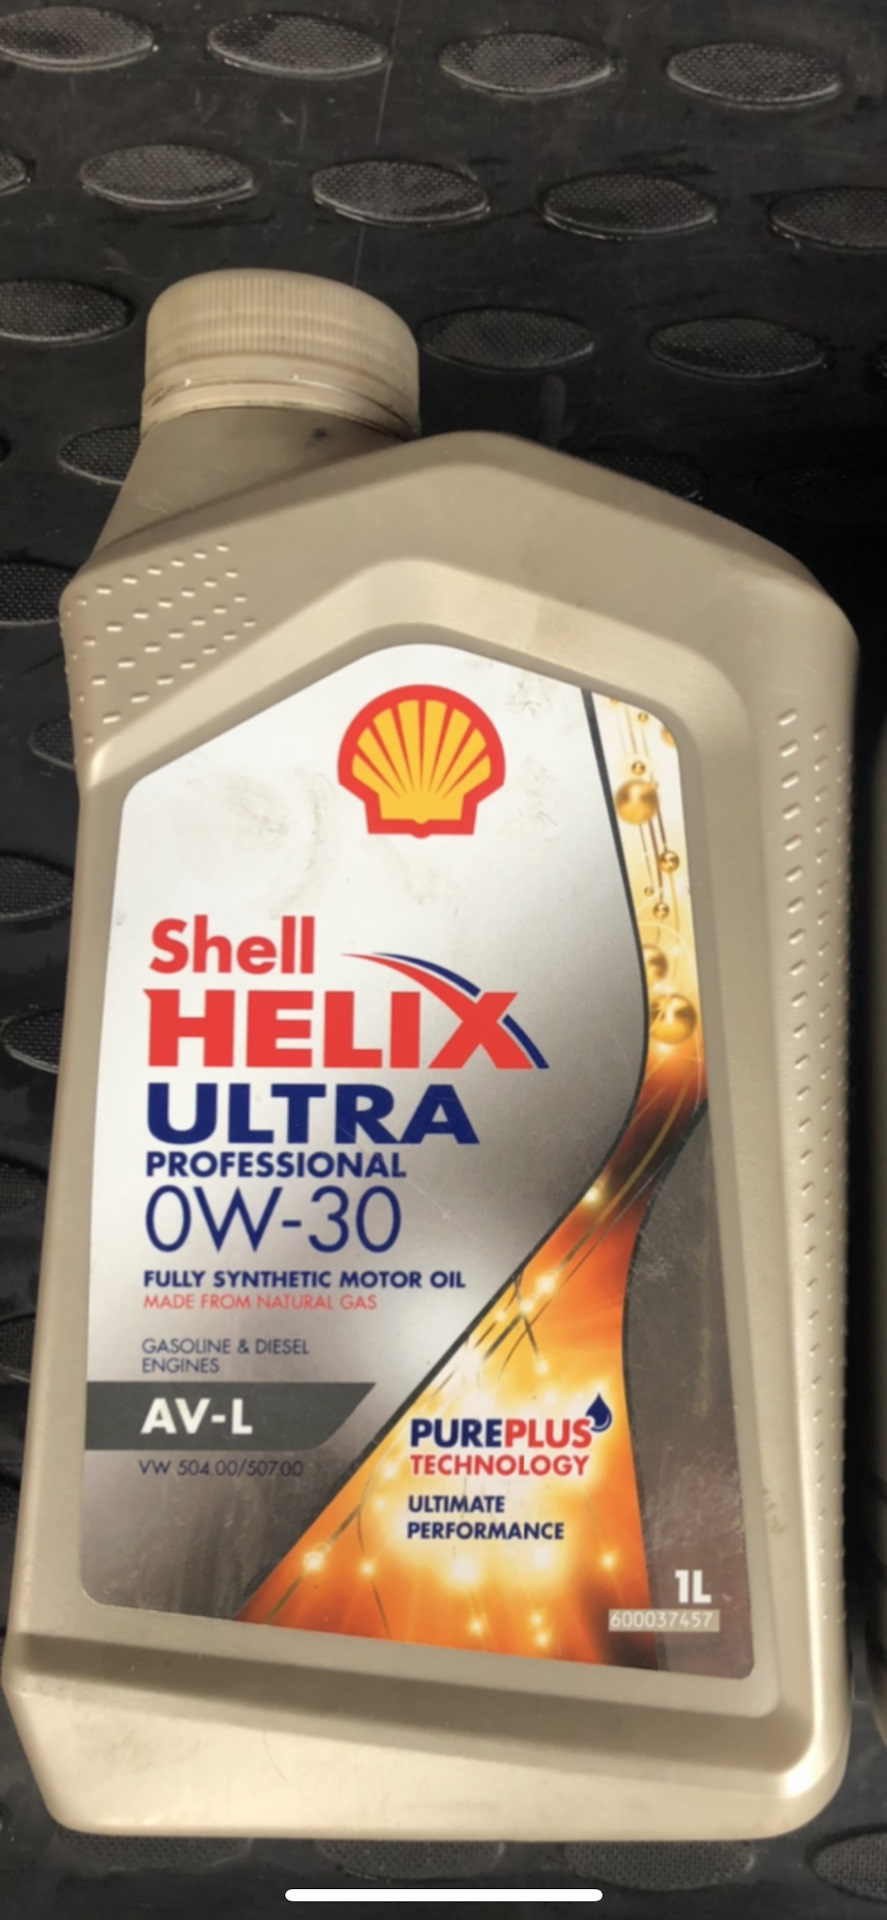 Shell
HELIX
ULTRA
PROFESSIONAL
0W-30
FULLY SYNTHETIC MOTOR OIL
MADE FROM NATURAL GAS
GASOLINE & DIESEL
ENGINES
AV-L
VW 504.00/507.00
PUREPLUS
TECHNOLOGY
ULTIMATE
PERFORMANCE
1L
600037457